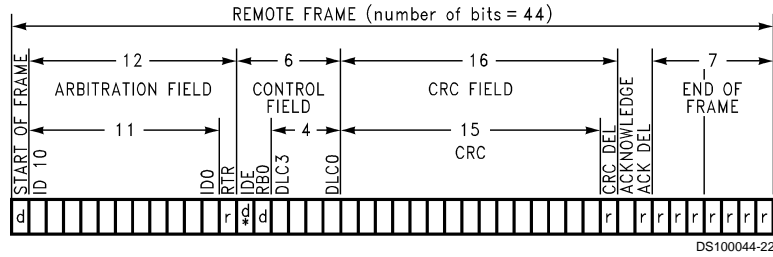 REMOTE FRAME (number of bits = 44)
12 6 16 7
ARBITRATION FIELD CONTROL FIELD CRC FIELD END OF FRAME
11 4 15
CRC
START OF FRAME
ID 10
ID0
RTR
IDE
RB0
DLC3
DLC0
CRC DEL
ACKNOWLEDGE
ACK DEL
d r d d r r r r r r r r r
*
DS100044-22